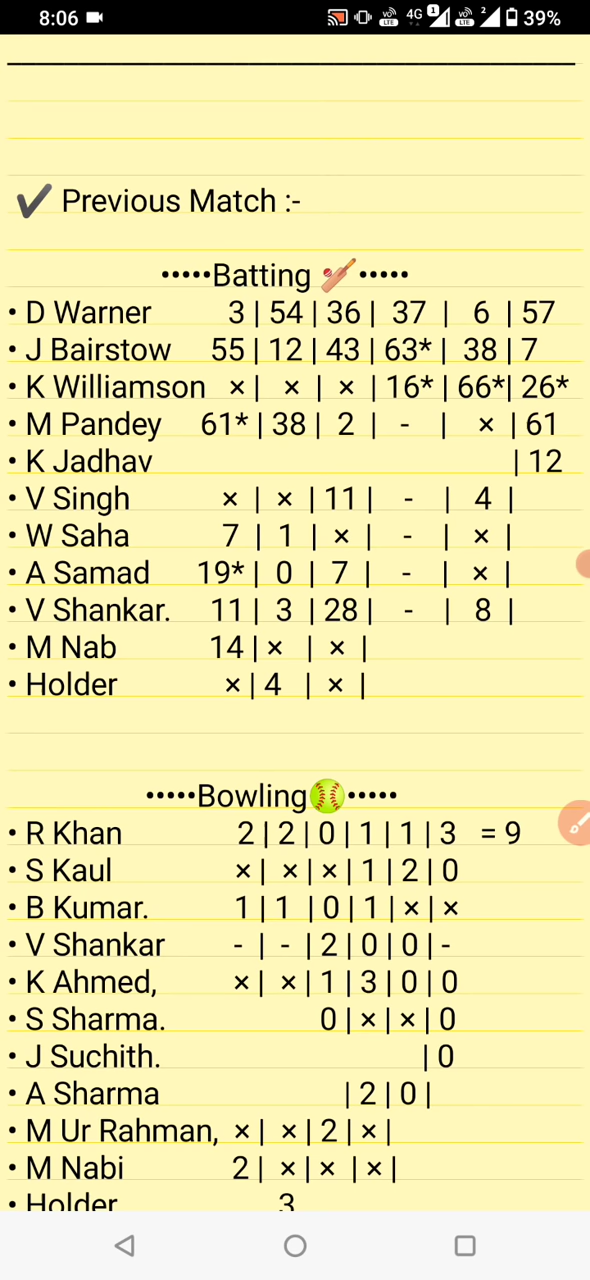 8:06 4G 1 2 39%
✔ Previous Match :-
•••••Batting 🏏•••••
• D Warner 3 | 54 | 36 | 37 | 6 | 57
• J Bairstow 55 | 12 | 43 | 63* | 38 | 7
• K Williamson × | × | × | 16* | 66* | 26*
• M Pandey 61* | 38 | 2 | - | × | 61
• K Jadhav | 12
• V Singh × | × | 11 | - | 4 |
• W Saha 7 | 1 | × | - | × |
• A Samad 19* | 0 | 7 | - | × |
• V Shankar. 11 | 3 | 28 | - | 8 |
• M Nab 14 | × | × |
• Holder × | 4 | × |
•••••Bowling🥎•••••
• R Khan 2 | 2 | 0 | 1 | 1 | 3 = 9
• S Kaul × | × | × | 1 | 2 | 0
• B Kumar. 1 | 1 | 0 | 1 | × | ×
• V Shankar - | - | 2 | 0 | 0 | -
• K Ahmed, × | × | 1 | 3 | 0 | 0
• S Sharma. 0 | × | × | 0
• J Suchith. | 0
• A Sharma | 2 | 0 |
• M Ur Rahman, × | × | 2 | × |
• M Nabi 2 | × | × | × |
• Holder 3